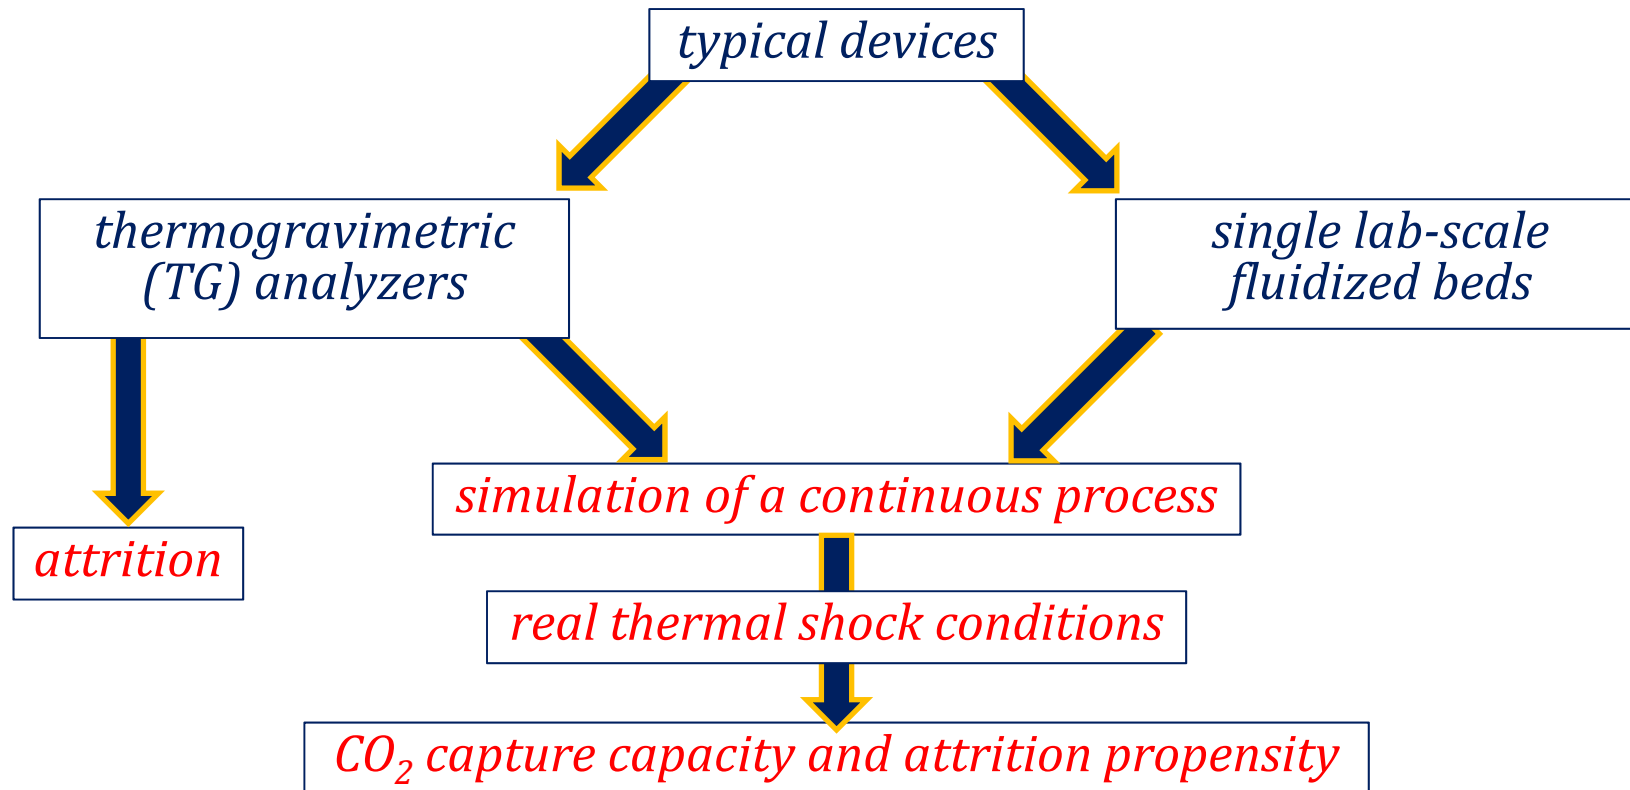 typical devices
thermogravimetric
(TG) analyzers
single lab-scale
fluidized beds
simulation of a continuous process
attrition
real thermal shock conditions
CO₂ capture capacity and attrition propensity